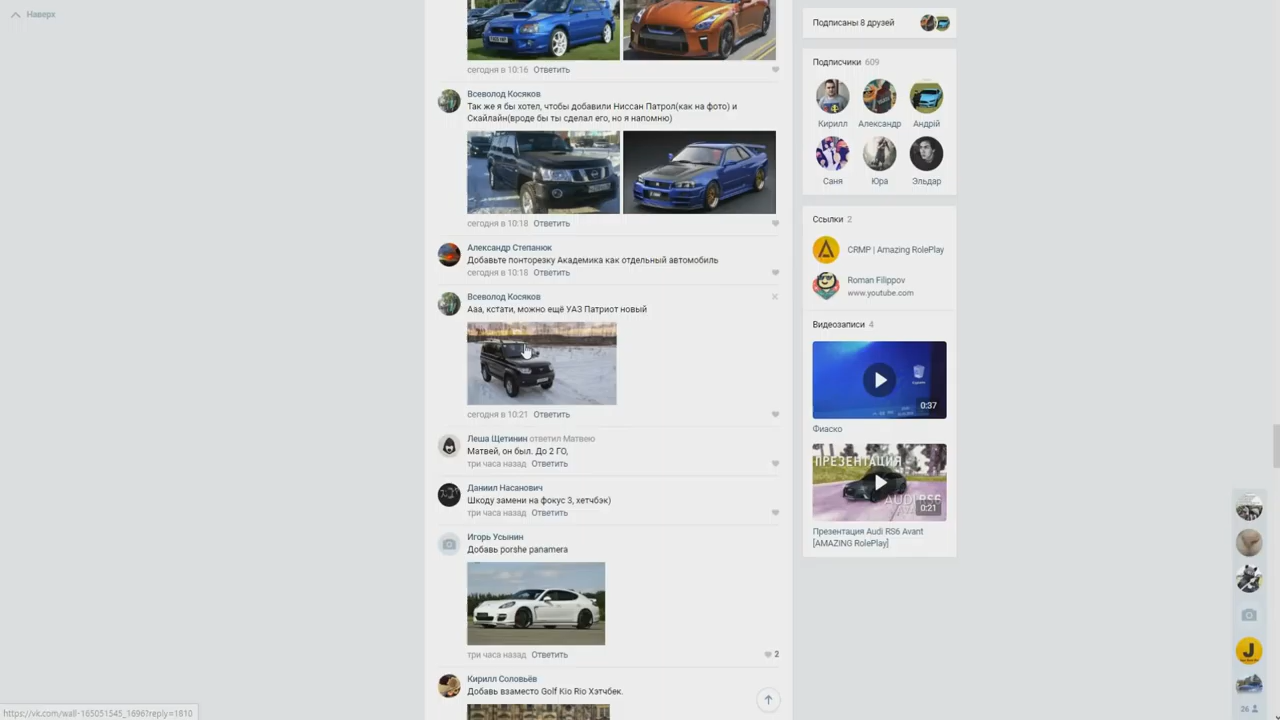 Наверх
сегодня в 10:16 Ответить
Всеволод Косяков
Так же я бы хотел, чтобы добавили Ниссан Патрол(как на фото) и
Скайлайн(вроде бы ты сделал его, но я напомню)
сегодня в 10:18 Ответить
Александр Степанюк
Добавьте понторезку Академика как отдельный автомобиль
сегодня в 10:18 Ответить
Всеволод Косяков
Ааа, кстати, можно ещё УАЗ Патриот новый
сегодня в 10:21 Ответить
Леша Щетинин ответил Матвею
Матвей, он был. До 2 ГО,
три часа назад Ответить
Даниил Насанович
Шкоду замени на фокус 3, хетчбэк)
три часа назад Ответить
Игорь Усынин
Добавь porshe panamera
три часа назад Ответить
2
Кирилл Соловьёв
Добавь взаместо Golf Kio Rio Хэтчбек.
Подписаны 8 друзей
Подписчики 609
Кирилл Александр Андрій
Саня Юра Эльдар
Ссылки 2
CRMP | Amazing RolePlay
Roman Filippov
www.youtube.com
Видеозаписи 4
0:37
Фиаско
ПРЕЗЕНТАЦИЯ
AUDI RS6
0:21
Презентация Audi RS6 Avant
[AMAZING RolePlay]
J
26
https://vk.com/wall-165051545_1696?reply=1810